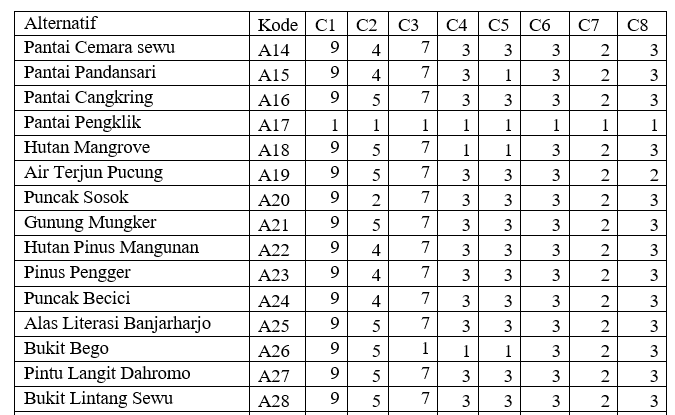 Alternatif Kode C1 C2 C3 C4 C5 C6 C7 C8
Pantai Cemara sewu A14 9 4 7 3 3 3 2 3
Pantai Pandansari A15 9 4 7 3 1 3 2 3
Pantai Cangkring A16 9 5 7 3 3 3 2 3
Pantai Pengklik A17 1 1 1 1 1 1 1 1
Hutan Mangrove A18 9 5 7 1 1 3 2 3
Air Terjun Pucung A19 9 5 7 3 3 3 2 2
Puncak Sosok A20 9 2 7 3 3 3 2 3
Gunung Mungker A21 9 5 7 3 3 3 2 3
Hutan Pinus Mangunan A22 9 4 7 3 3 3 2 3
Pinus Pengger A23 9 4 7 3 3 3 2 3
Puncak Becici A24 9 4 7 3 3 3 2 3
Alas Literasi Banjarharjo A25 9 5 7 3 3 3 2 3
Bukit Bego A26 9 5 1 1 1 3 2 3
Pintu Langit Dahromo A27 9 5 7 3 3 3 2 3
Bukit Lintang Sewu A28 9 5 7 3 3 3 2 3